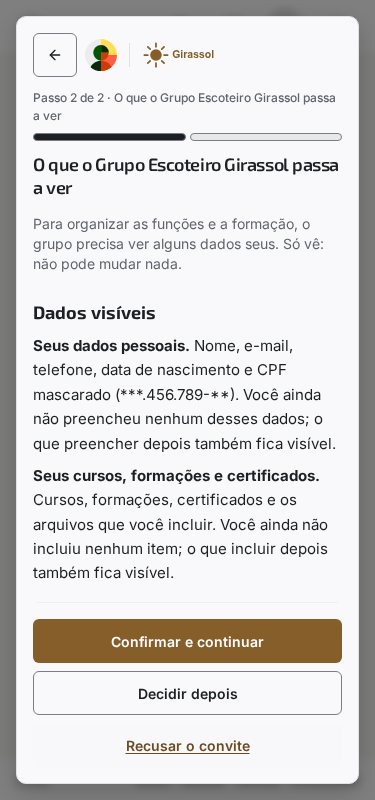 Girassol
Passo 2 de 2 · O que o Grupo Escoteiro Girassol passa
a ver
O que o Grupo Escoteiro Girassol passa
a ver
Para organizar as funções e a formação, o
grupo precisa ver alguns dados seus. Só vê:
não pode mudar nada.
Dados visíveis
Seus dados pessoais. Nome, e-mail,
telefone, data de nascimento e CPF
mascarado (***.456.789-**). Você ainda
não preencheu nenhum desses dados; o
que preencher depois também fica visível.
Seus cursos, formações e certificados.
Cursos, formações, certificados e os
arquivos que você incluir. Você ainda não
incluiu nenhum item; o que incluir depois
também fica visível.
Confirmar e continuar
Decidir depois
Recusar o convite